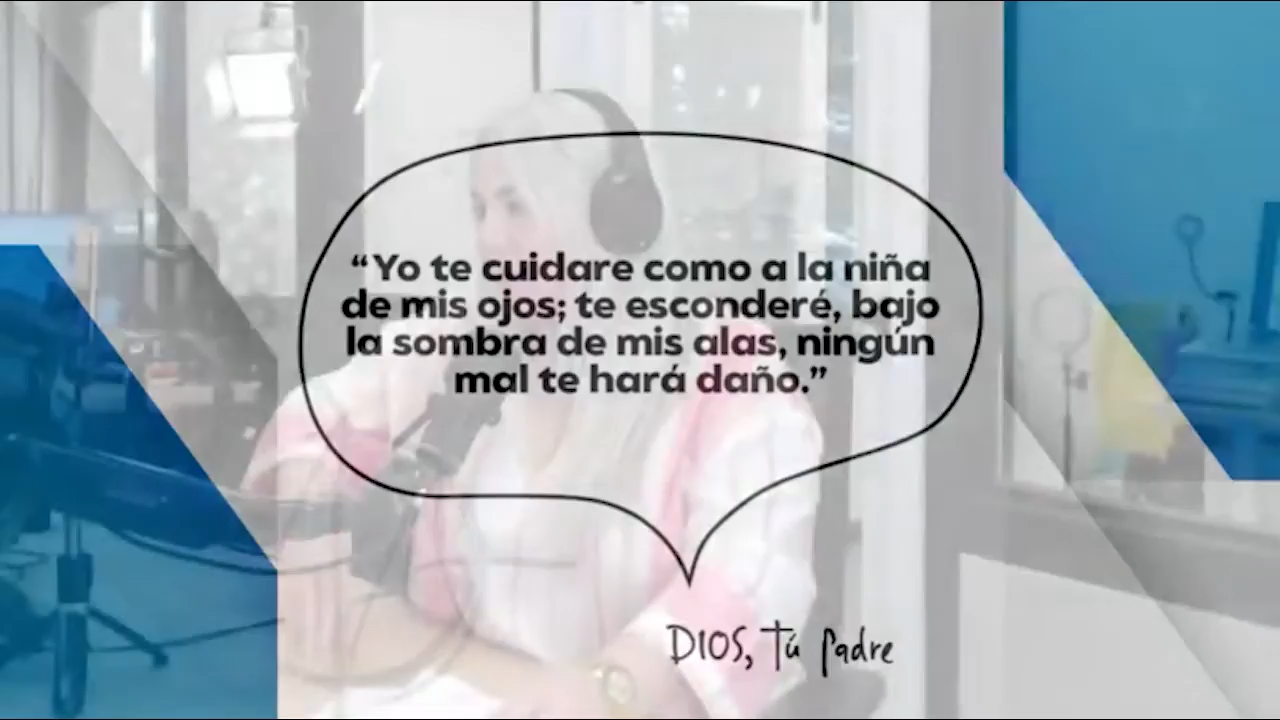 “Yo te cuidare como a la niña
de mis ojos; te esconderé, bajo
la sombra de mis alas, ningún
mal te hará daño.”
DIOS, tú Padre